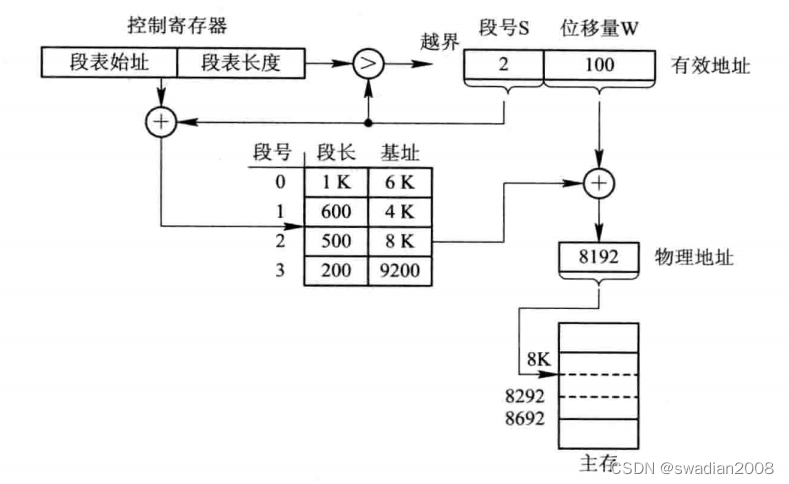 控制寄存器
段表始址 段表长度
越界
段号S 位移量W
2 100
有效地址
>
+
段号 段长 基址
0 1 K 6 K
1 600 4 K
2 500 8 K
3 200 9200
+
8192
物理地址
8K
8292
8692
主存
CSDN @swadian2008